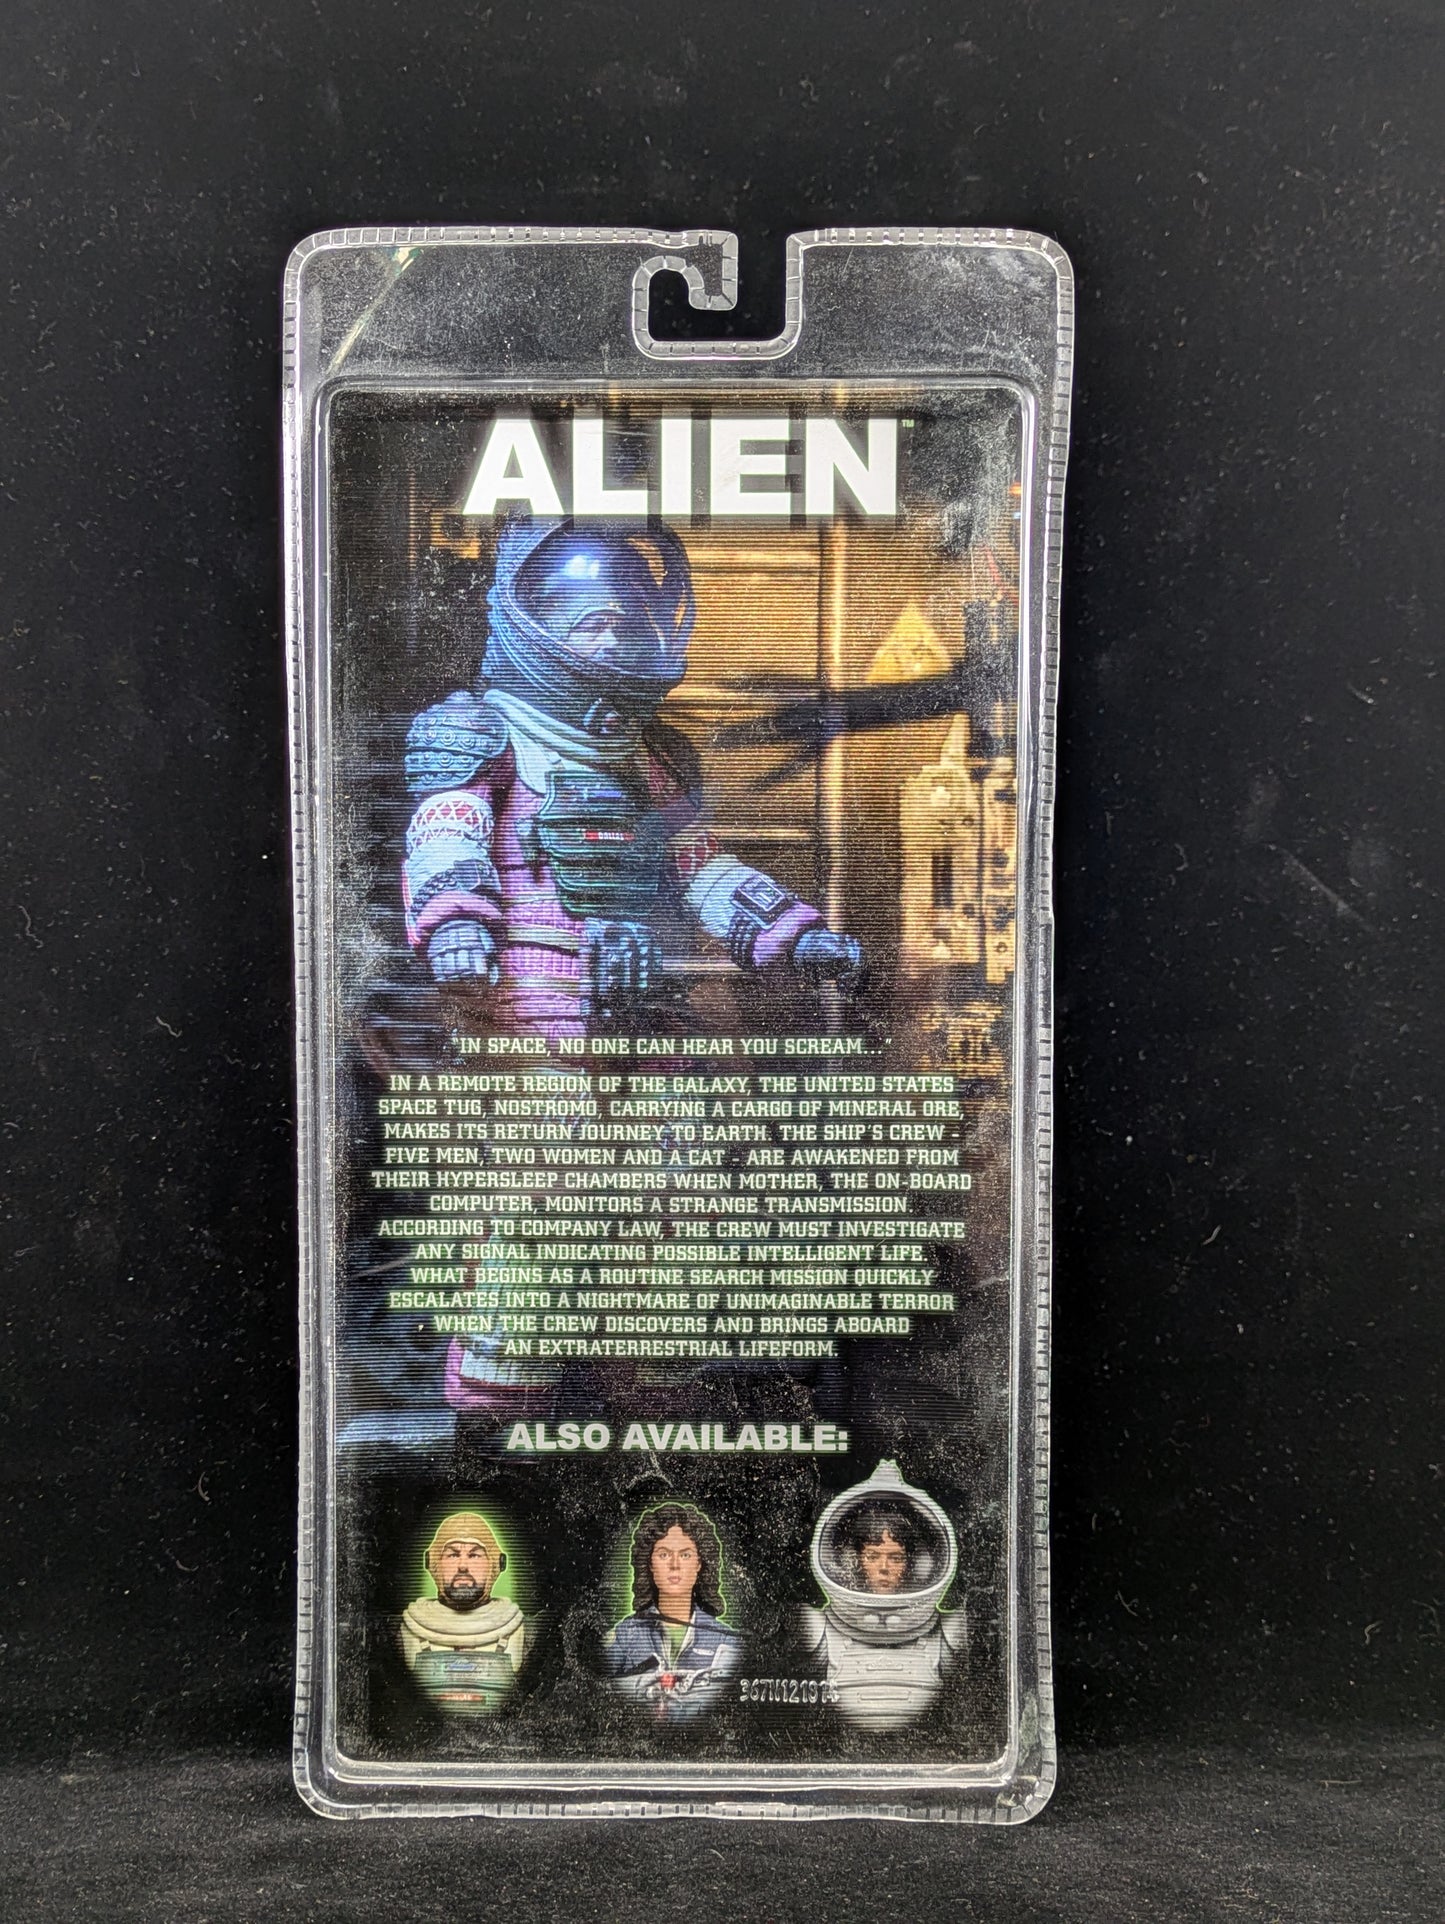 ALIEN™
"IN SPACE, NO ONE CAN HEAR YOU SCREAM..."
IN A REMOTE REGION OF THE GALAXY, THE UNITED STATES
SPACE TUG, NOSTROMO, CARRYING A CARGO OF MINERAL ORE,
MAKES ITS RETURN JOURNEY TO EARTH. THE SHIP'S CREW -
FIVE MEN, TWO WOMEN AND A CAT - ARE AWAKENED FROM
THEIR HYPERSLEEP CHAMBERS WHEN MOTHER, THE ON-BOARD
COMPUTER, MONITORS A STRANGE TRANSMISSION.
ACCORDING TO COMPANY LAW, THE CREW MUST INVESTIGATE
ANY SIGNAL INDICATING POSSIBLE INTELLIGENT LIFE.
WHAT BEGINS AS A ROUTINE SEARCH MISSION QUICKLY
ESCALATES INTO A NIGHTMARE OF UNIMAGINABLE TERROR
WHEN THE CREW DISCOVERS AND BRINGS ABOARD
AN EXTRATERRESTRIAL LIFEFORM.
ALSO AVAILABLE: